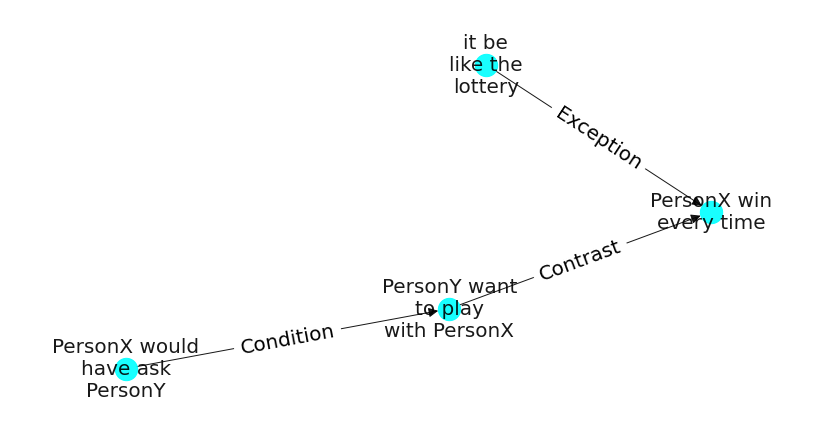 it be
like the
lottery
Exception
PersonX win
every time
Contrast
PersonY want
to play
with PersonX
Condition
PersonX would
have ask
PersonY